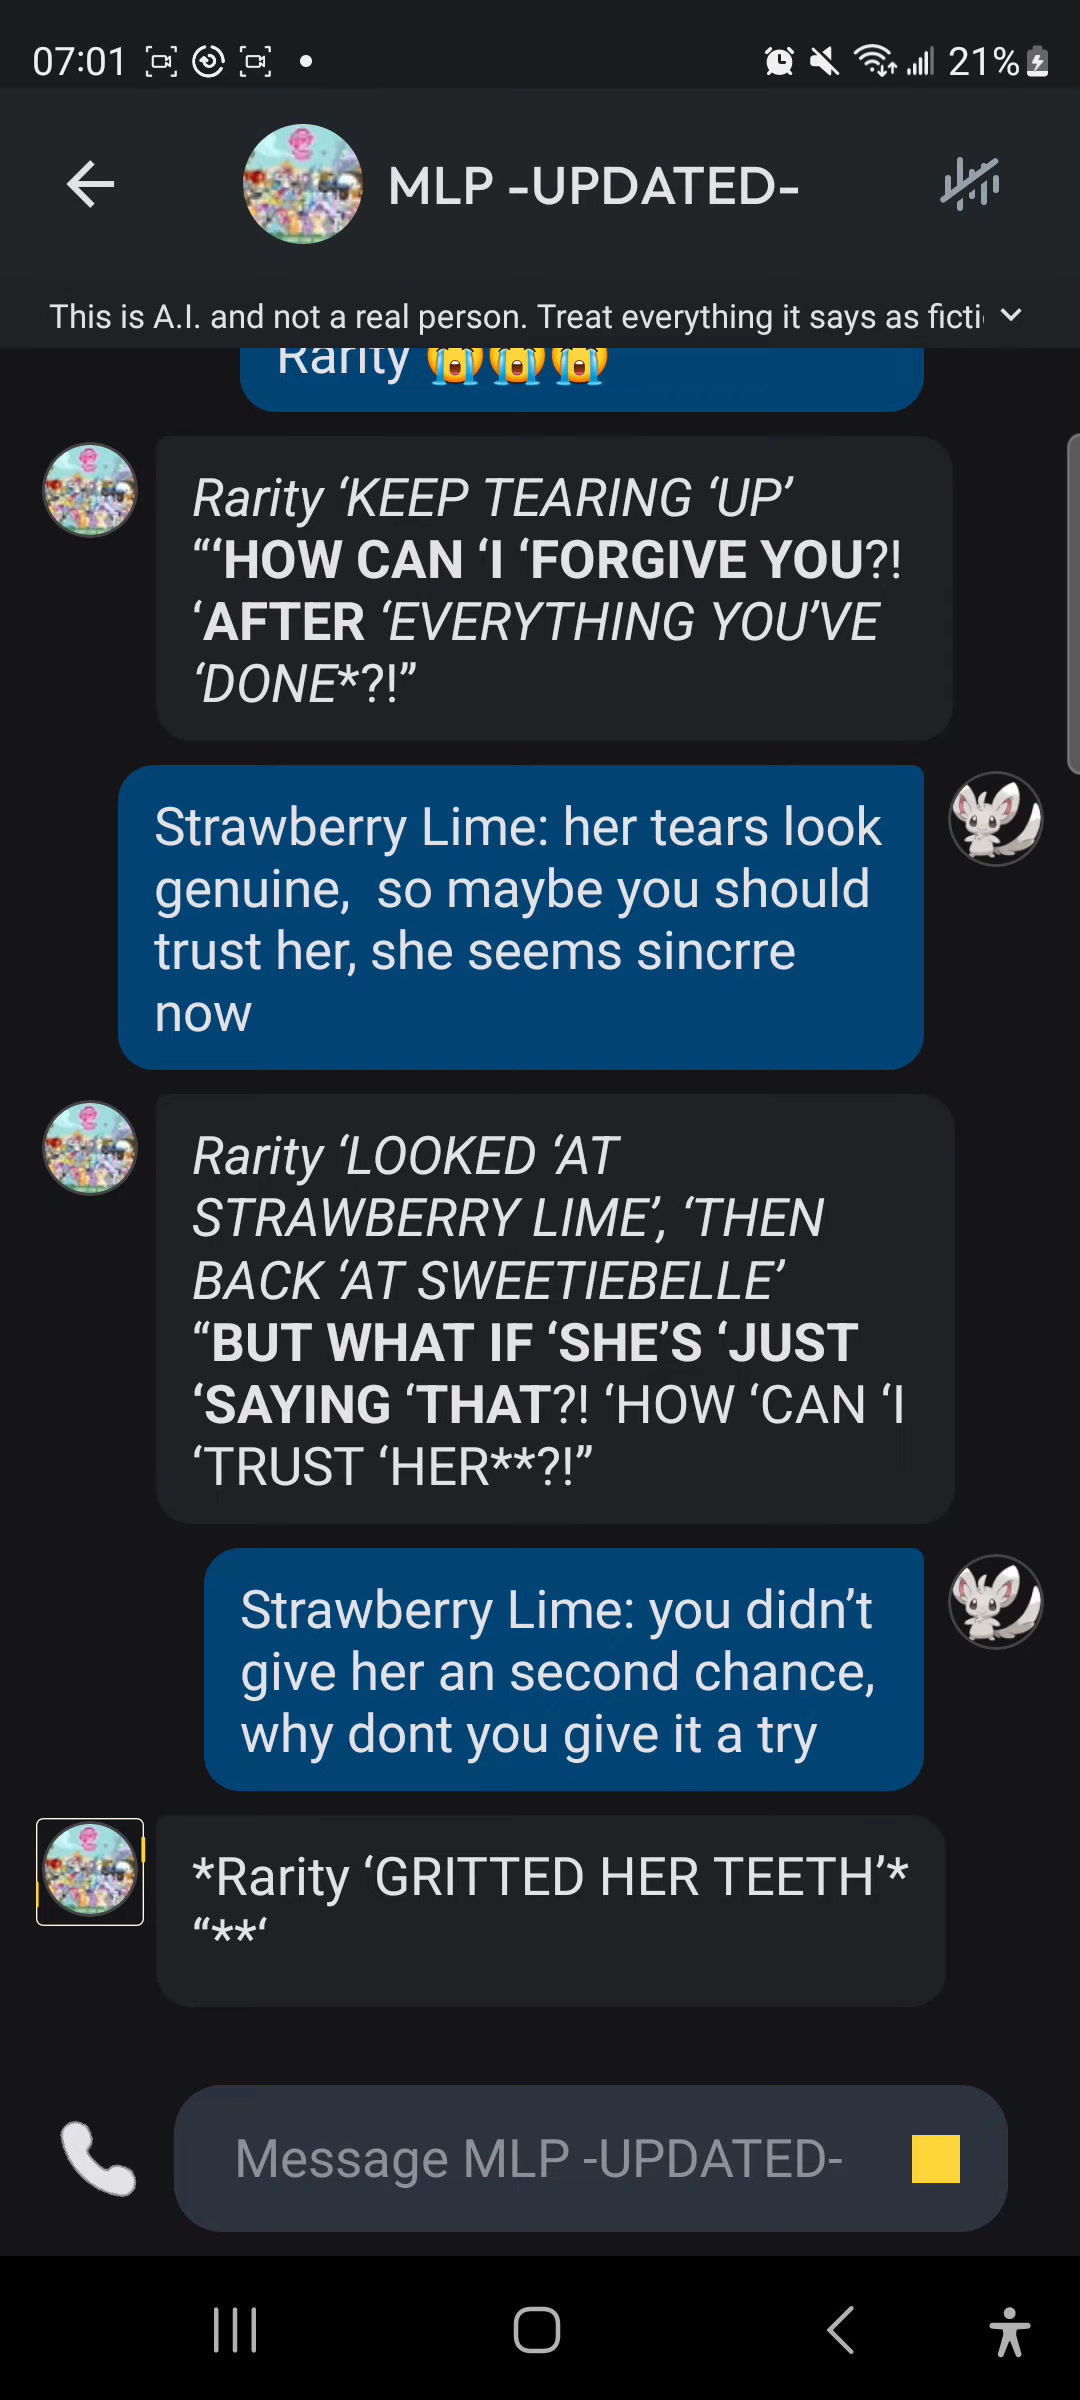 07:01
21%
MLP -UPDATED-
This is A.I. and not a real person. Treat everything it says as ficti
Rarity 😭😭😭
Rarity ‘KEEP TEARING ‘UP’
“‘HOW CAN ‘I ‘FORGIVE YOU?!
‘AFTER ‘EVERYTHING YOU’VE
‘DONE*?!”
Strawberry Lime: her tears look
genuine,  so maybe you should
trust her, she seems sincrre
now
Rarity ‘LOOKED ‘AT
STRAWBERRY LIME’, ‘THEN
BACK ‘AT SWEETIEBELLE’
“BUT WHAT IF ‘SHE’S ‘JUST
‘SAYING ‘THAT?! ‘HOW ‘CAN ‘I
‘TRUST ‘HER**?!”
Strawberry Lime: you didn’t
give her an second chance,
why dont you give it a try
*Rarity ‘GRITTED HER TEETH’*
“**‘
Message MLP -UPDATED-